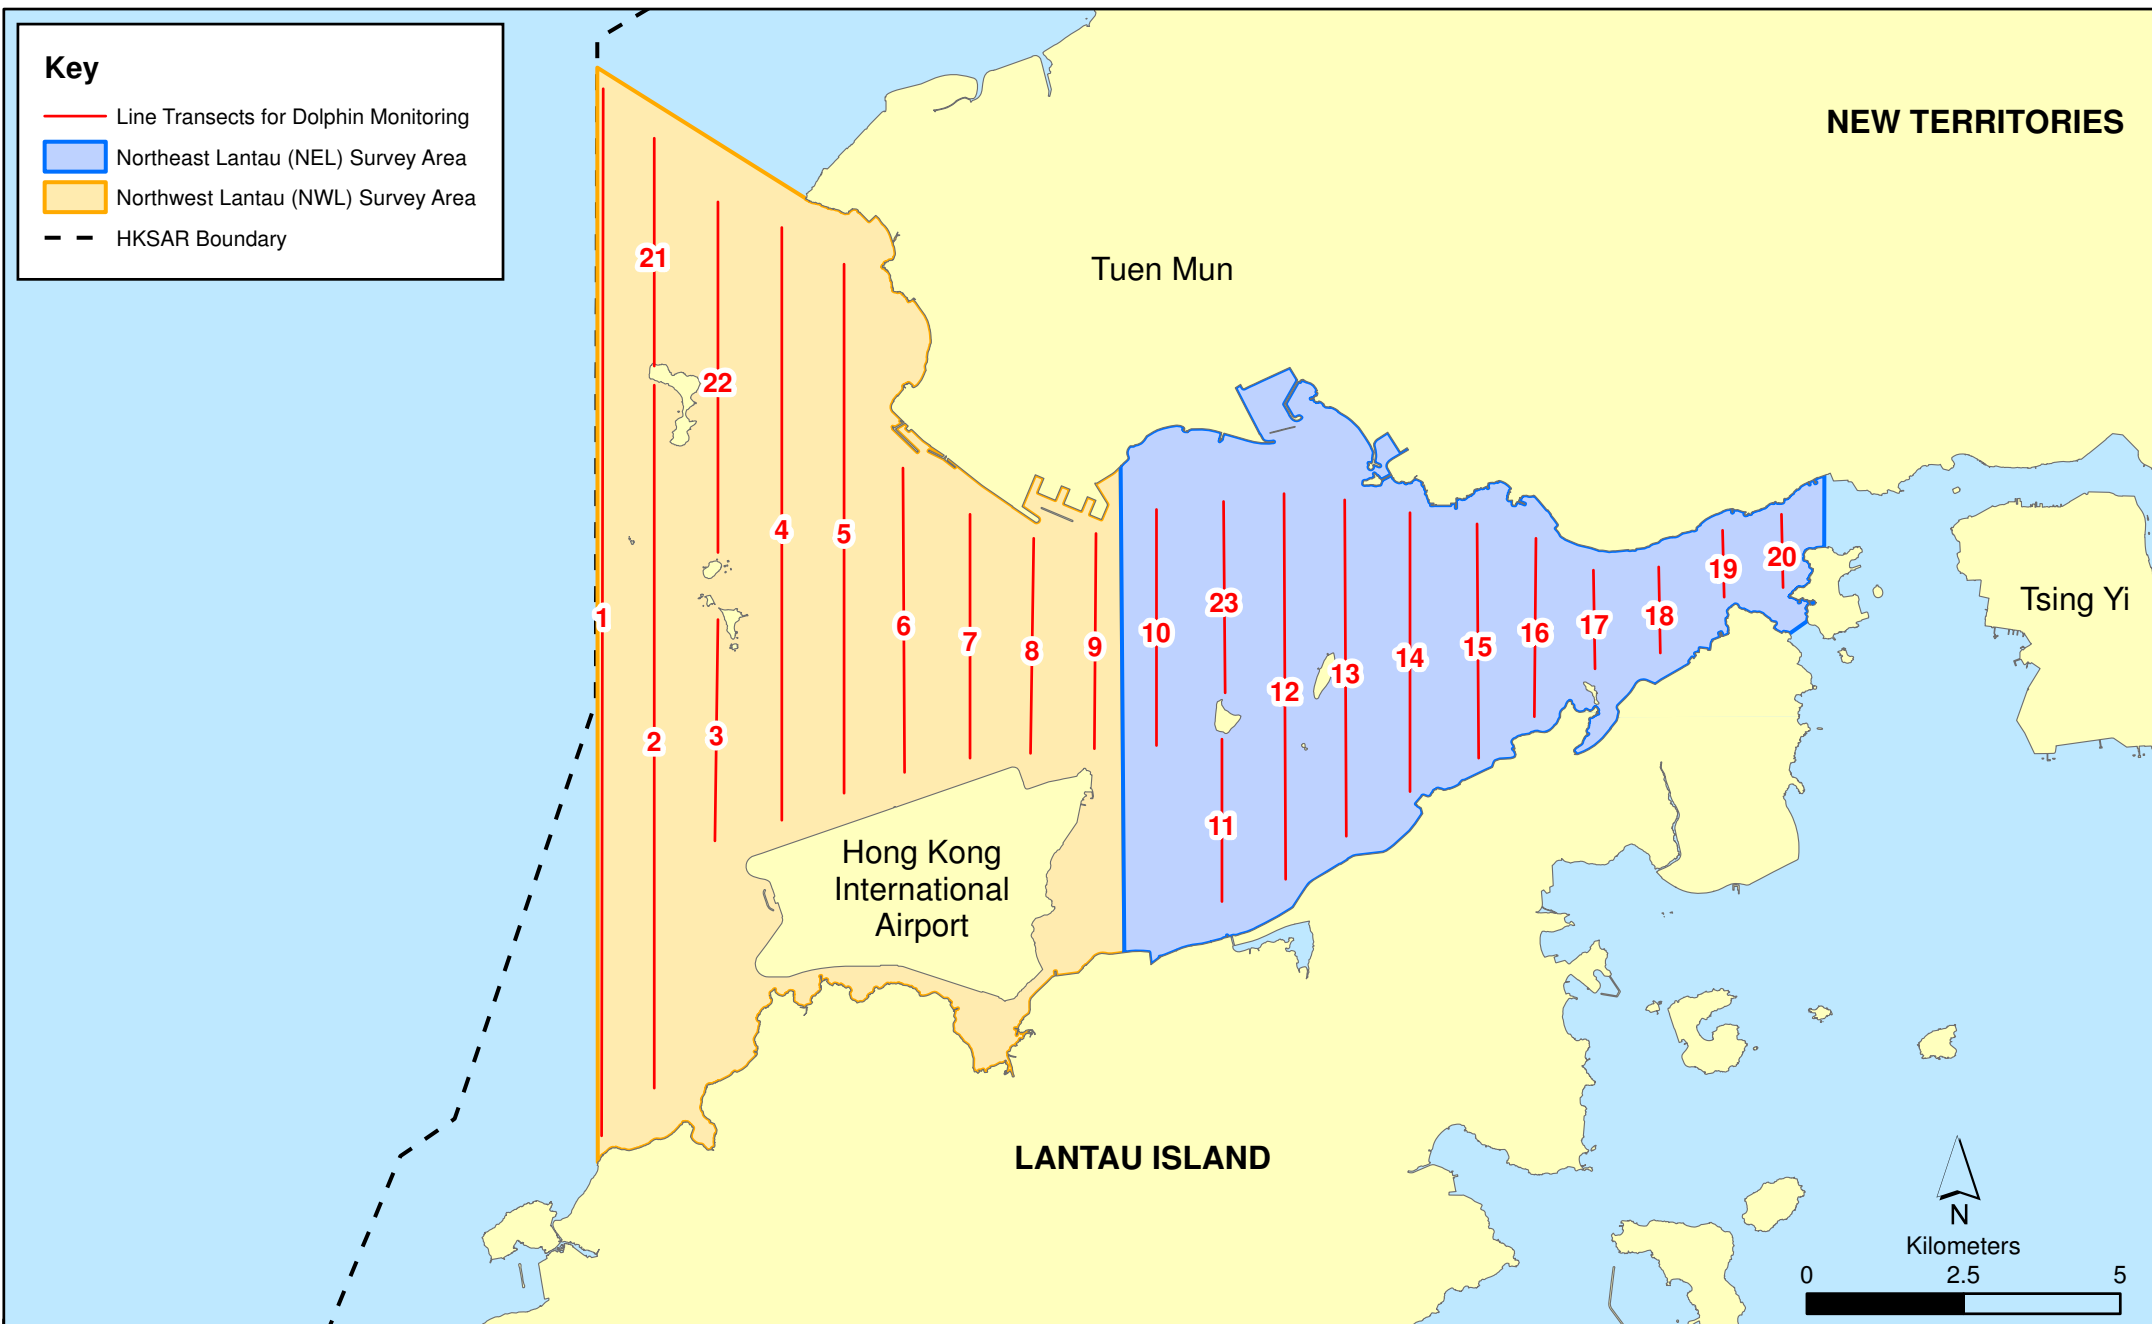 Key
Line Transects for Dolphin Monitoring
Northeast Lantau (NEL) Survey Area
Northwest Lantau (NWL) Survey Area
HKSAR Boundary
NEW TERRITORIES
21
Tuen Mun
22
4
5
20
19
Tsing Yi
23
1
18
6
17
10
16
7
15
9
8
14
13
12
3
2
11
Hong Kong
International
Airport
LANTAU ISLAND
N
Kilometers
0 2.5 5